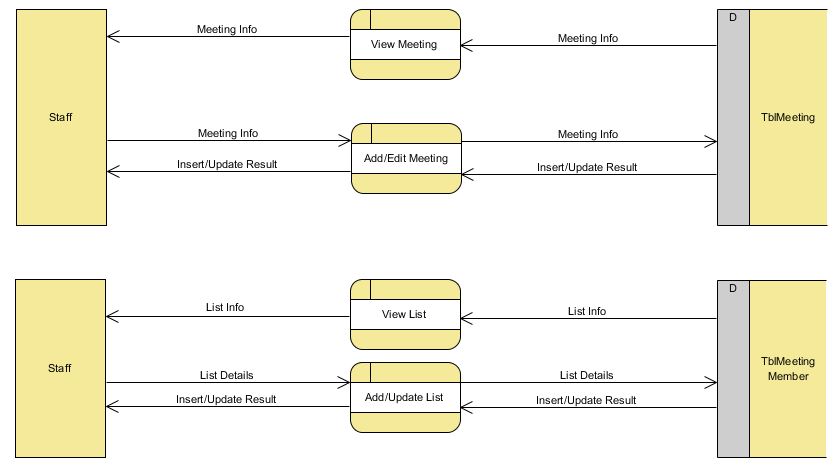 D
Meeting Info
View Meeting
Meeting Info
Staff
TblMeeting
Meeting Info
Meeting Info
Add/Edit Meeting
Insert/Update Result
Insert/Update Result
D
List Info
View List
List Info
Staff
TblMeeting
Member
List Details
List Details
Add/Update List
Insert/Update Result
Insert/Update Result